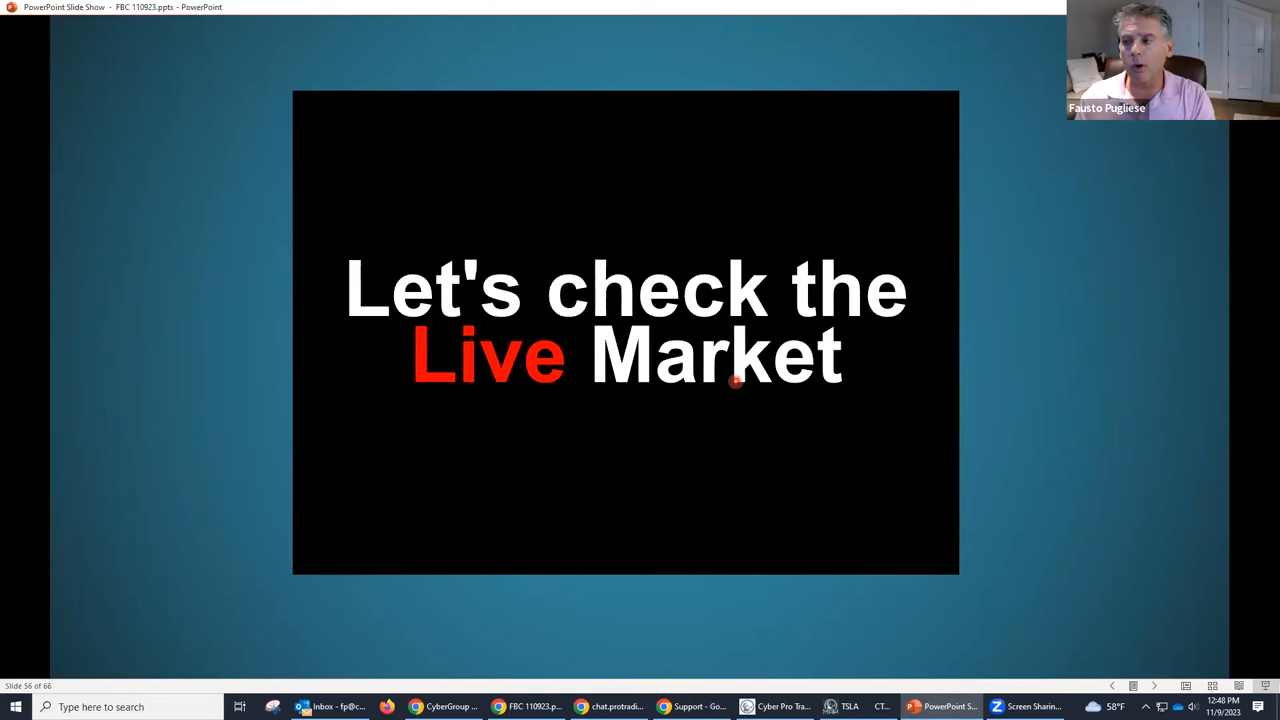 PowerPoint Slide Show - FBC 110923.pptx - PowerPoint
Fausto Pugliese
Let's check the
Live Market
Slide 56 of 66
Type here to search
Inbox - fp@c...
CyberGroup ...
FBC 110923.p...
chat.protradi...
Support - Go...
Cyber Pro Tra...
TSLA CT...
PowerPoint S...
Screen Sharin...
58°F
12:48 PM
11/9/2023